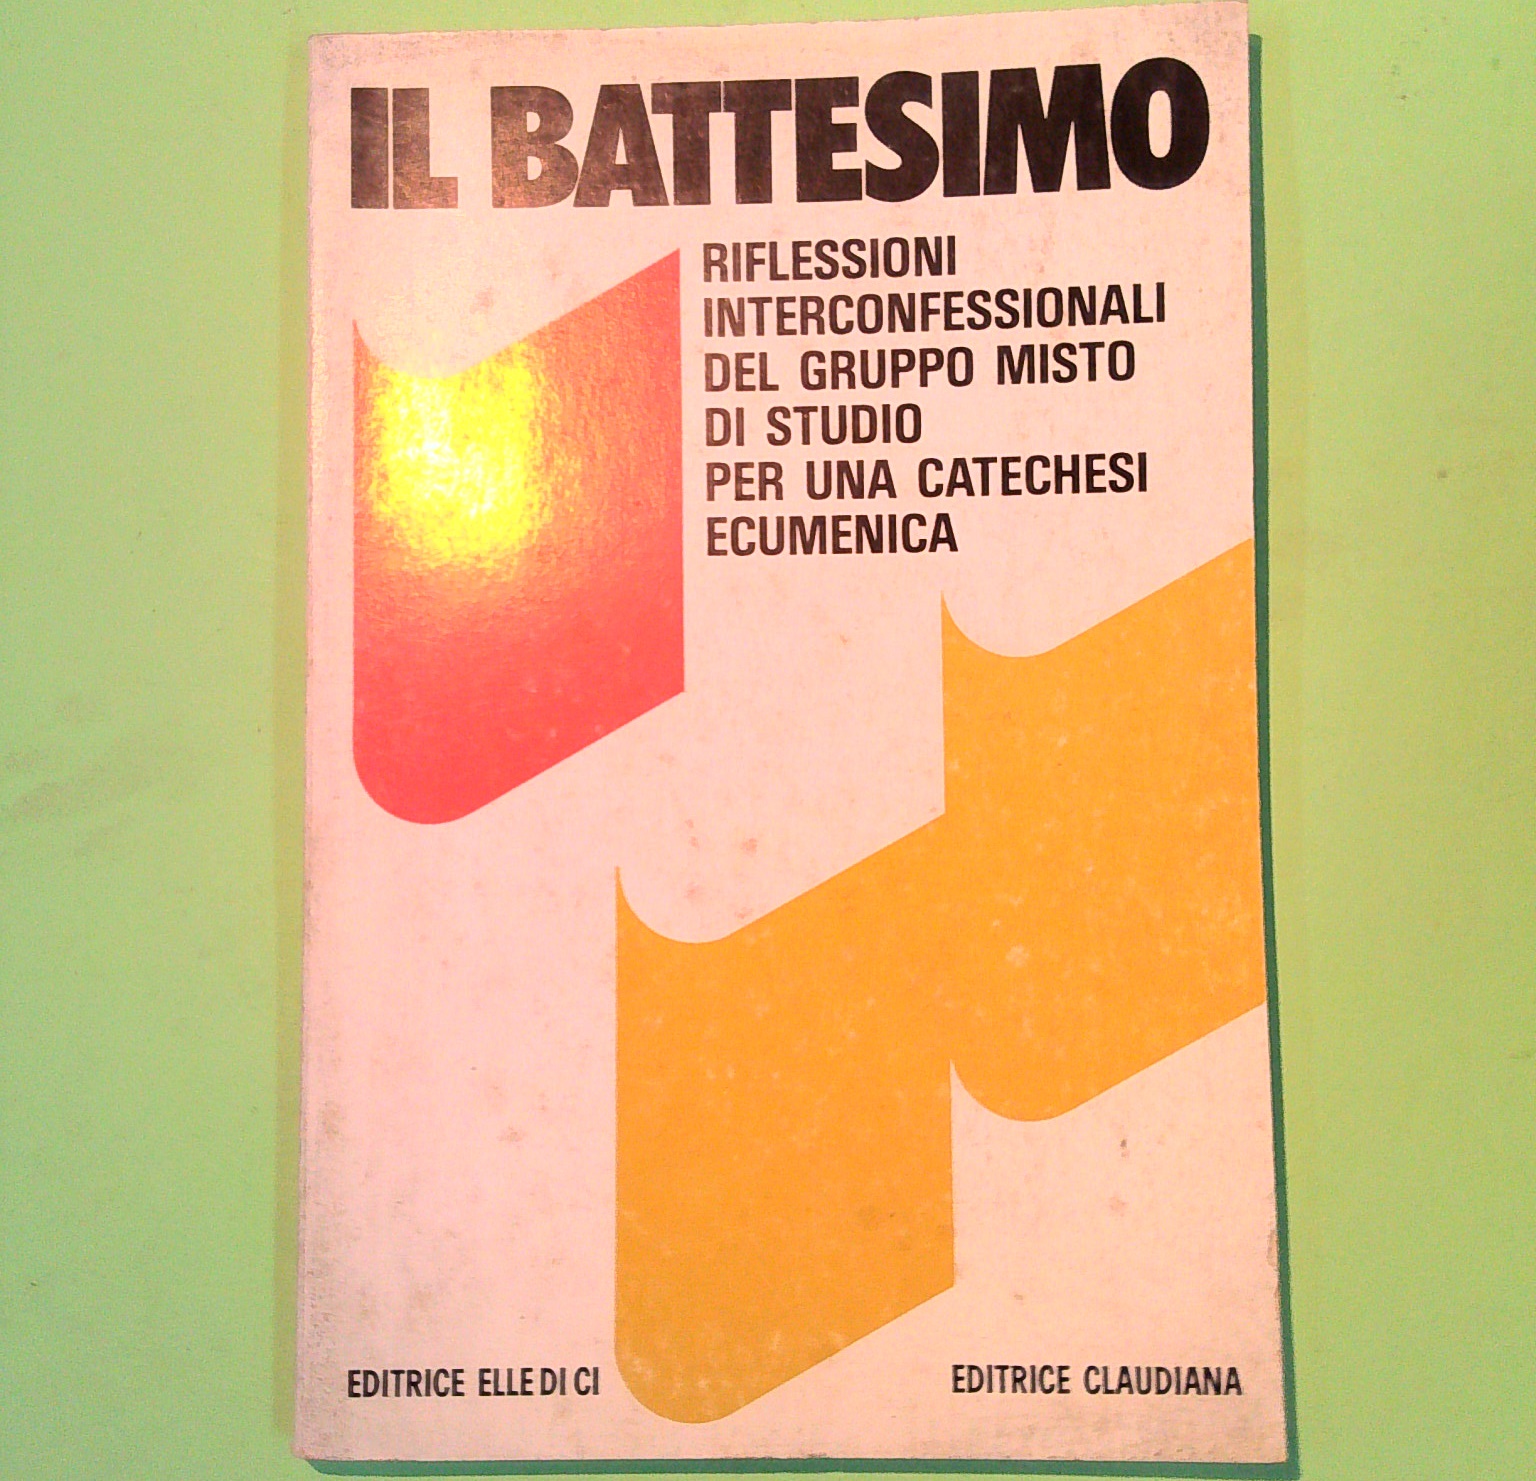 IL BATTESIMO
RIFLESSIONI
INTERCONFESSIONALI
DEL GRUPPO MISTO
DI STUDIO
PER UNA CATECHESI
ECUMENICA
EDITRICE ELLE DI CI
EDITRICE CLAUDIANA